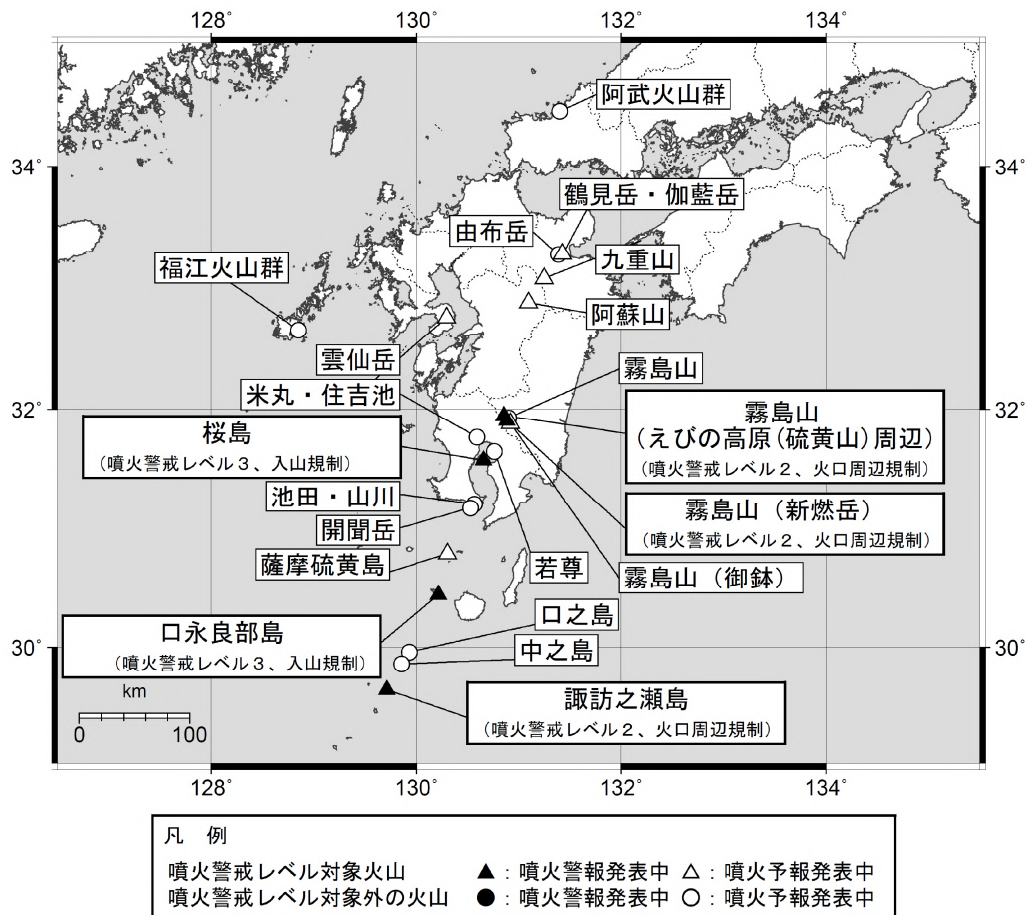 128°
130°
132°
134°
阿武火山群
34°
34°
鶴見岳・伽藍岳
由布岳
九重山
福江火山群
阿蘇山
雲仙岳
霧島山
米丸・住吉池
32°
32°
霧島山
(えびの高原(硫黄山)周辺)
(噴火警戒レベル2、火口周辺規制)
桜島
(噴火警戒レベル3、入山規制)
池田・山川
霧島山(新燃岳)
(噴火警戒レベル2、火口周辺規制)
開聞岳
薩摩硫黄島
若尊
霧島山(御鉢)
口之島
口永良部島
(噴火警戒レベル3、入山規制)
30°
30°
中之島
諏訪之瀬島
(噴火警戒レベル2、火口周辺規制)
km
0 100
128°
130°
132°
134°
凡 例
噴火警戒レベル対象火山 ▲:噴火警報発表中 △:噴火予報発表中
噴火警戒レベル対象外の火山 ●:噴火警報発表中 ○:噴火予報発表中